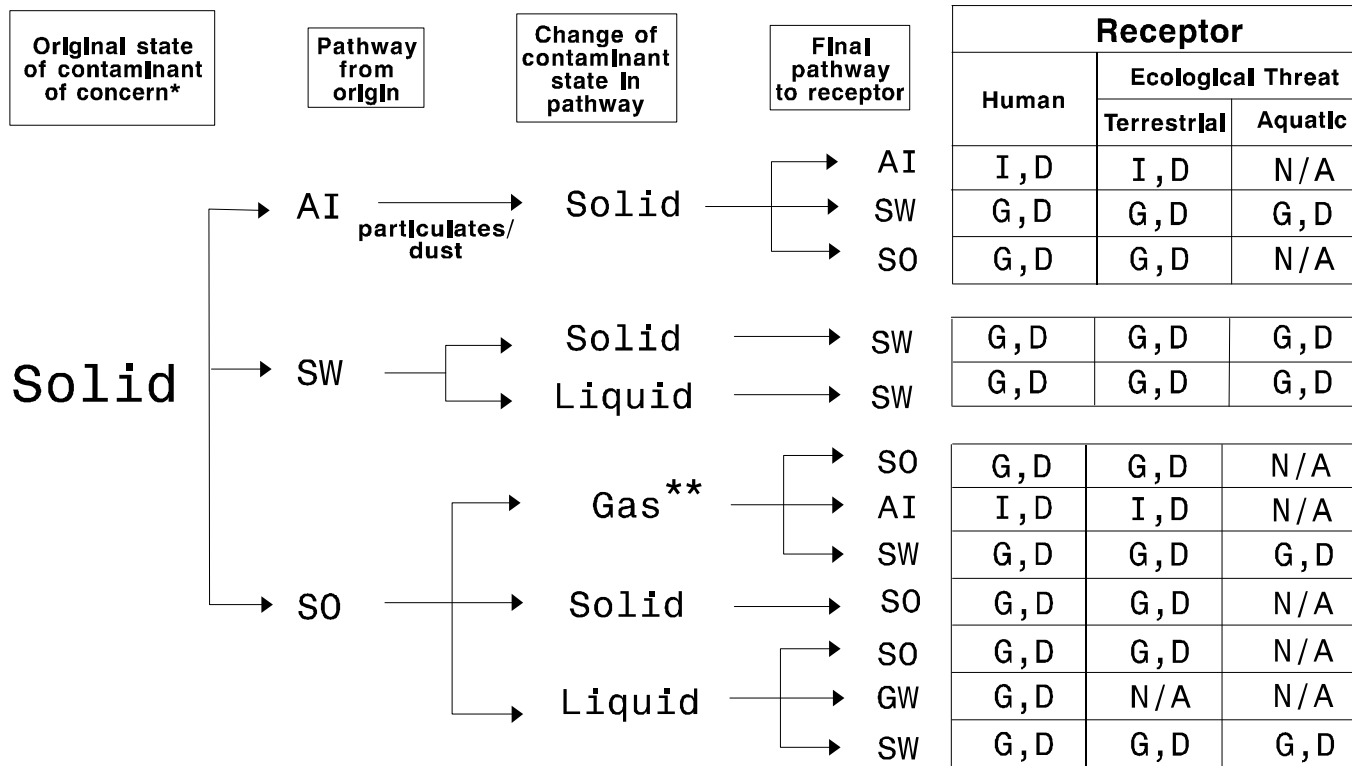 Original state
of contaminant
of concern*
Pathway
from
origin
Change of
contaminant
state in
pathway
Final
pathway
to receptor
Receptor
Human
Ecological Threat
Terrestrial
Aquatic
Solid
AI
particulates/
dust
Solid
AI
I,D
I,D
N/A
SW
G,D
G,D
G,D
SO
G,D
G,D
N/A
SW
Solid
SW
G,D
G,D
G,D
Liquid
SW
G,D
G,D
G,D
SO
Gas**
SO
G,D
G,D
N/A
AI
I,D
I,D
N/A
SW
G,D
G,D
G,D
Solid
SO
G,D
G,D
N/A
Liquid
SO
G,D
G,D
N/A
GW
G,D
N/A
N/A
SW
G,D
G,D
G,D